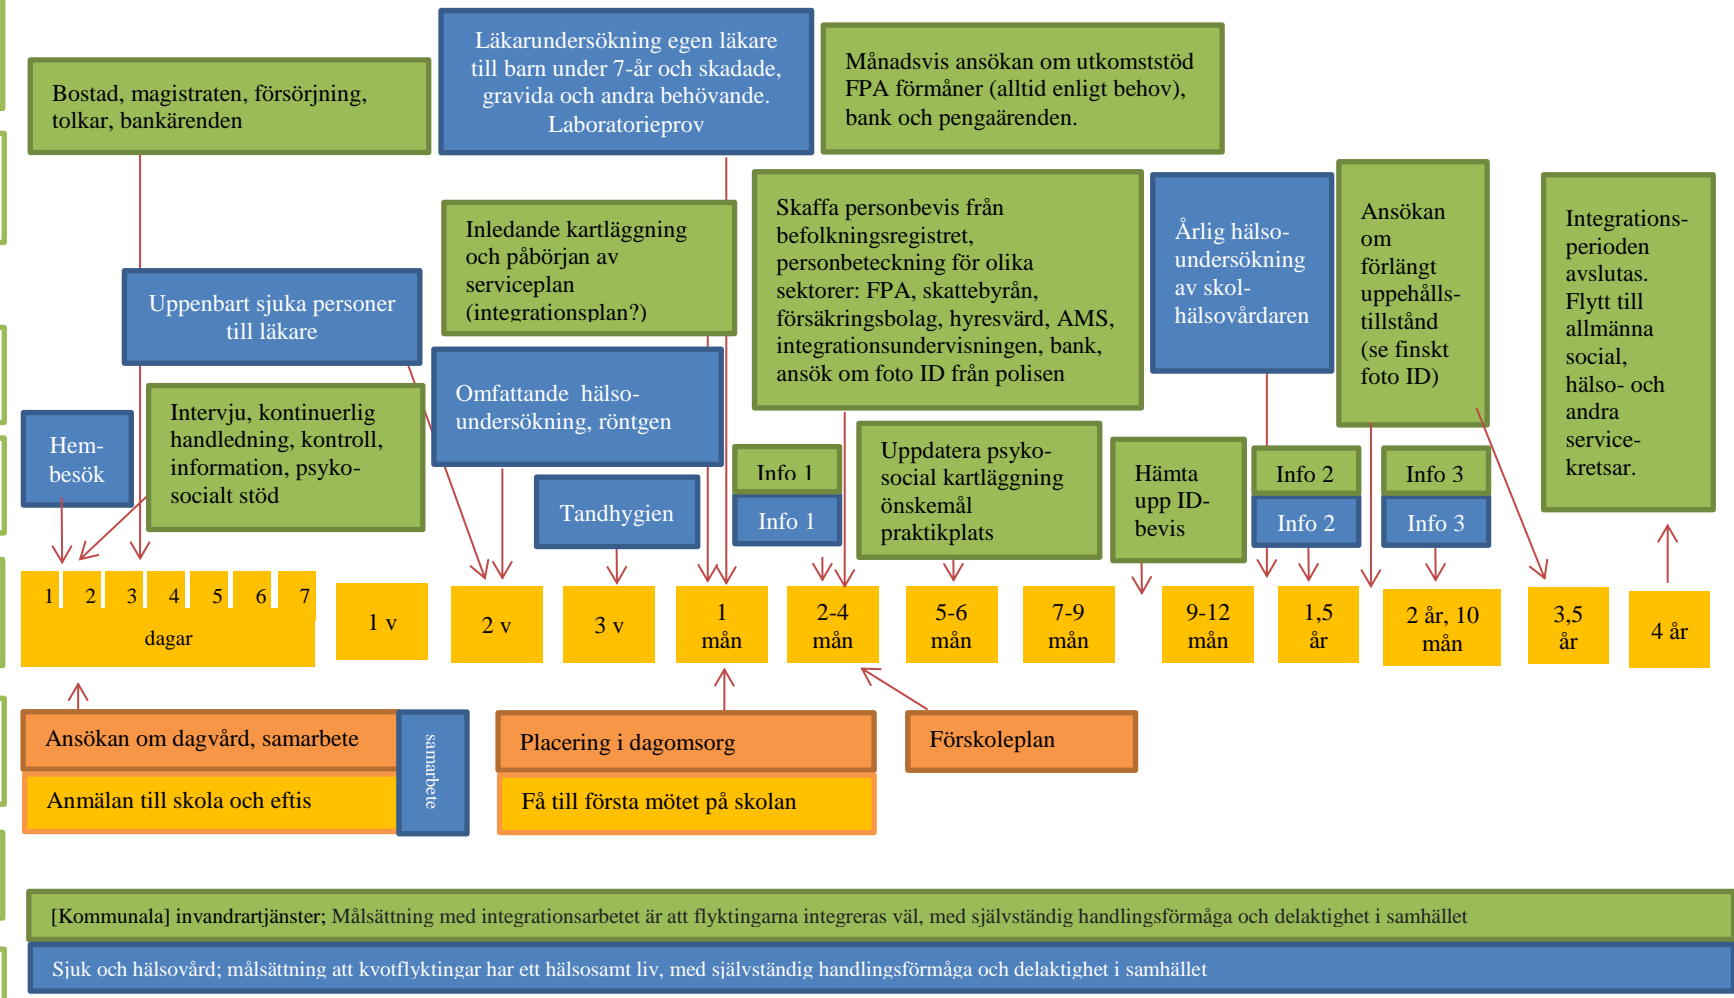 Bostad, magistraten, försörjning,
tolkar, bankärenden
Läkarundersökning egen läkare
till barn under 7-år och skadade,
gravida och andra behövande.
Laboratorieprov
Månadsvis ansökan om utkomststöd
FPA förmåner (alltid enligt behov),
bank och pengaärenden.
Uppenbart sjuka personer
till läkare
Inledande kartläggning
och påbörjan av
serviceplan
(integrationsplan?)
Skaffa personbevis från
befolkningsregistret,
personbeteckning för olika
sektorer: FPA, skattebyrån,
försäkringsbolag, hyresvärd, AMS,
integrationsundervisningen, bank,
ansök om foto ID från polisen
Årlig hälso-
undersökning
av skol-
hälsovårdaren
Ansökan
om
förlängt
uppehålls-
tillstånd
(se finskt
foto ID)
Integrations-
perioden
avslutas.
Flytt till
allmänna
social,
hälso- och
andra
service-
kretsar.
Hem-
besök
Intervju, kontinuerlig
handledning, kontroll,
information, psyko-
socialt stöd
Omfattande hälso-
undersökning, röntgen
Tandhygien
Info 1
Info 1
Uppdatera psyko-
social kartläggning
önskemål
praktikplats
Hämta
upp ID-
bevis
Info 2
Info 2
Info 3
Info 3
1 2 3 4 5 6 7
dagar
1 v
2 v
3 v
1
mån
2-4
mån
5-6
mån
7-9
mån
9-12
mån
1,5
år
2 år, 10
mån
3,5
år
4 år
Ansökan om dagvård, samarbete
Anmälan till skola och eftis
samarbete
Placering i dagomsorg
Få till första mötet på skolan
Förskoleplan
[Kommunala] invandrartjänster; Målsättning med integrationsarbetet är att flyktingarna integreras väl, med självständig handlingsförmåga och delaktighet i samhället
Sjuk och hälsovård; målsättning att kvotflyktingar har ett hälsosamt liv, med självständig handlingsförmåga och delaktighet i samhället